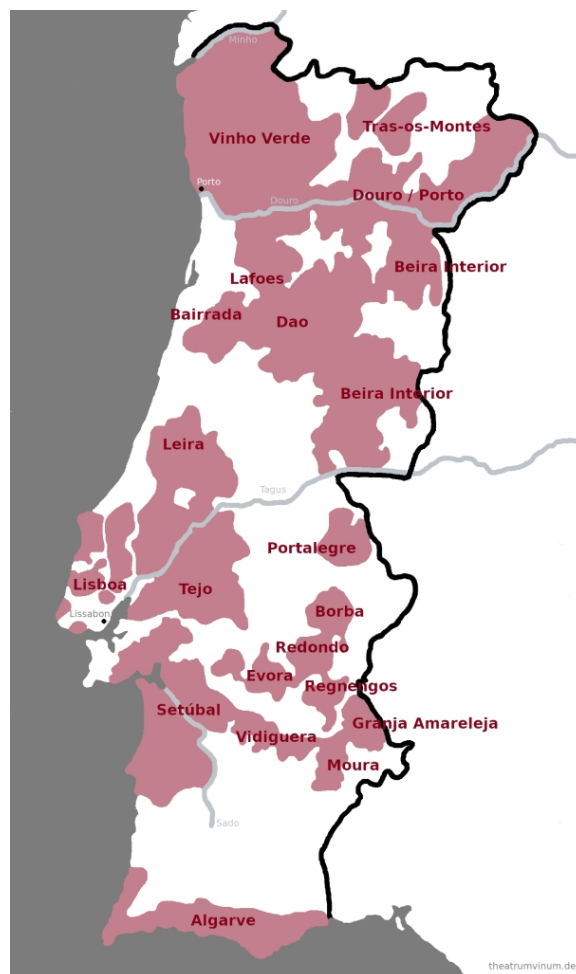 Minho
Tras-os-Montes
Vinho Verde
Porto
Douro
Douro / Porto
Lafoes
Beira Interior
Bairrada
Dao
Beira Interior
Leira
Tagus
Portalegre
Lisboa
Tejo
Lissabon
Borba
Redondo
Evora
Regnengos
Setúbal
Vidiguera
Granja Amareleja
Moura
Sado
Algarve
theatrumvinum.de